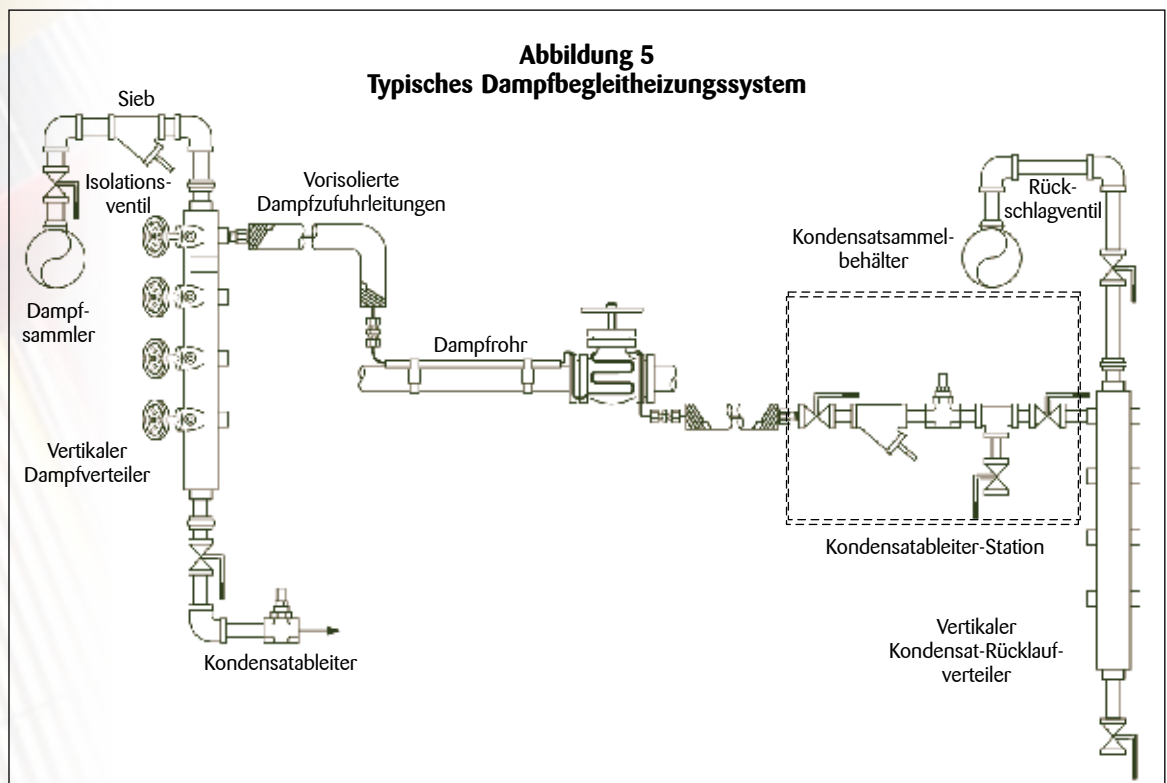 Abbildung 5
Typisches Dampfbegleitheizungssystem
Sieb
Isolations-
ventil
Vorisolierte
Dampfzufuhrleitungen
Rück-
schlagventil
Kondensatsammel-
behälter
Dampf-
sammler
Dampfrohr
Vertikaler
Dampfverteiler
Kondensatableiter-Station
Kondensatableiter
Vertikaler
Kondensat-Rücklauf-
verteiler